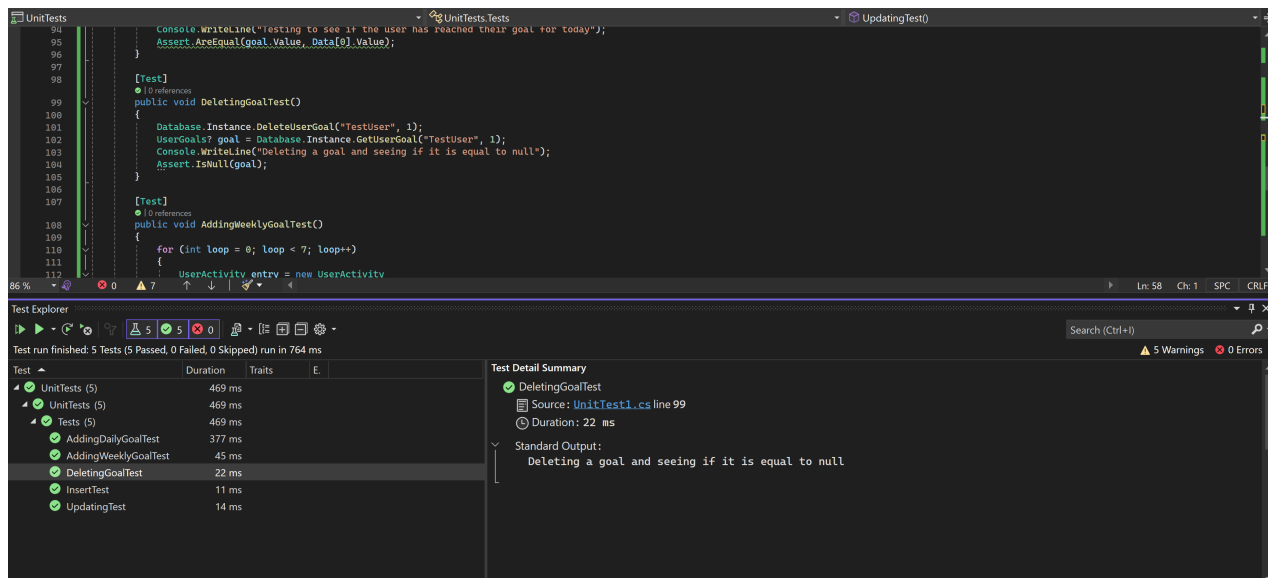 UnitTests UnitTests.Tests UpdatingTest()
94 Console.WriteLine("Testing to see if the user has reached their goal for today");
95 Assert.AreEqual(goal.Value, Data[0].Value);
96 }
97
98 [Test]
0 references
99 public void DeletingGoalTest()
100 {
101 Database.Instance.DeleteUserGoal("TestUser", 1);
102 UserGoals? goal = Database.Instance.GetUserGoal("TestUser", 1);
103 Console.WriteLine("Deleting a goal and seeing if it is equal to null");
104 Assert.IsNull(goal);
105 }
106
107 [Test]
0 references
108 public void AddingWeeklyGoalTest()
109 {
110 for (int loop = 0; loop < 7; loop++)
111 {
112 UserActivity entry = new UserActivity
86 % 0 7 Ln: 58 Ch: 1 SPC CRLF
Test Explorer
5 5 0 Search (Ctrl+I)
Test run finished: 5 Tests (5 Passed, 0 Failed, 0 Skipped) run in 764 ms 5 Warnings 0 Errors
Test Duration Traits E.
UnitTests (5) 469 ms
UnitTests (5) 469 ms
Tests (5) 469 ms
AddingDailyGoalTest 377 ms
AddingWeeklyGoalTest 45 ms
DeletingGoalTest 22 ms
InsertTest 11 ms
UpdatingTest 14 ms
Test Detail Summary
DeletingGoalTest
Source: UnitTest1.cs line 99
Duration: 22 ms
Standard Output:
Deleting a goal and seeing if it is equal to null